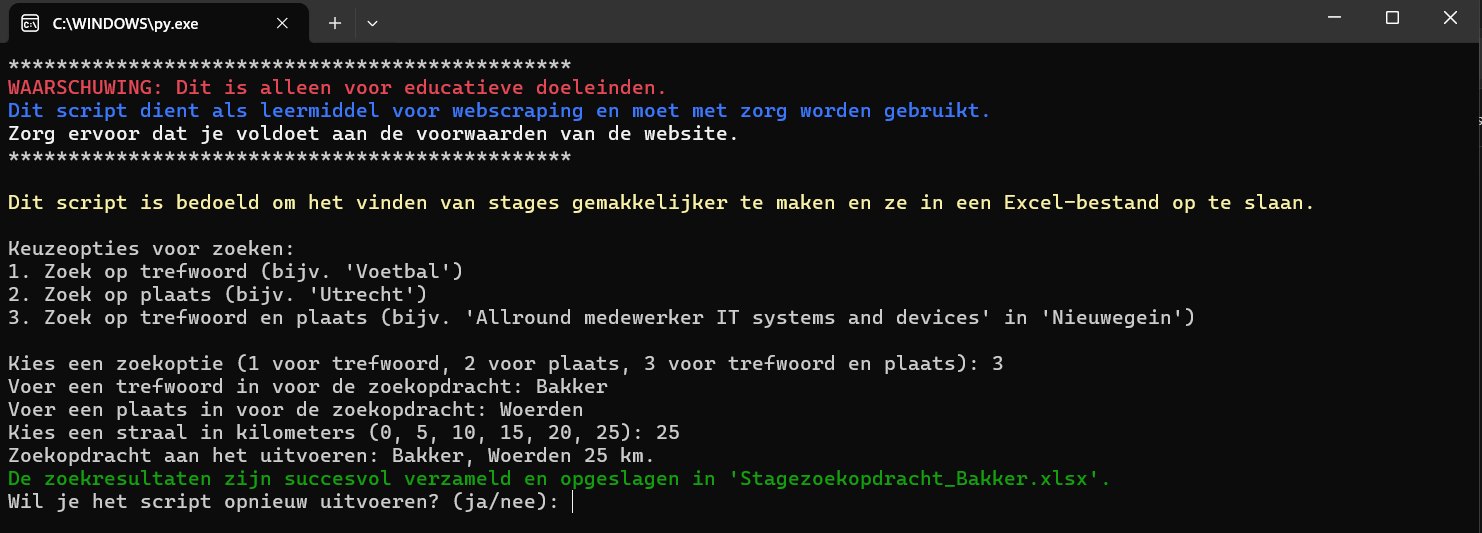 C:\WINDOWS\py.exe
***********************************************
WAARSCHUWING: Dit is alleen voor educatieve doeleinden.
Dit script dient als leermiddel voor webscraping en moet met zorg worden gebruikt.
Zorg ervoor dat je voldoet aan de voorwaarden van de website.
***********************************************
Dit script is bedoeld om het vinden van stages gemakkelijker te maken en ze in een Excel-bestand op te slaan.
Keuzeopties voor zoeken:
1. Zoek op trefwoord (bijv. 'Voetbal')
2. Zoek op plaats (bijv. 'Utrecht')
3. Zoek op trefwoord en plaats (bijv. 'Allround medewerker IT systems and devices' in 'Nieuwegein')
Kies een zoekoptie (1 voor trefwoord, 2 voor plaats, 3 voor trefwoord en plaats): 3
Voer een trefwoord in voor de zoekopdracht: Bakker
Voer een plaats in voor de zoekopdracht: Woerden
Kies een straal in kilometers (0, 5, 10, 15, 20, 25): 25
Zoekopdracht aan het uitvoeren: Bakker, Woerden 25 km.
De zoekresultaten zijn succesvol verzameld en opgeslagen in 'Stagezoekopdracht_Bakker.xlsx'.
Wil je het script opnieuw uitvoeren? (ja/nee):